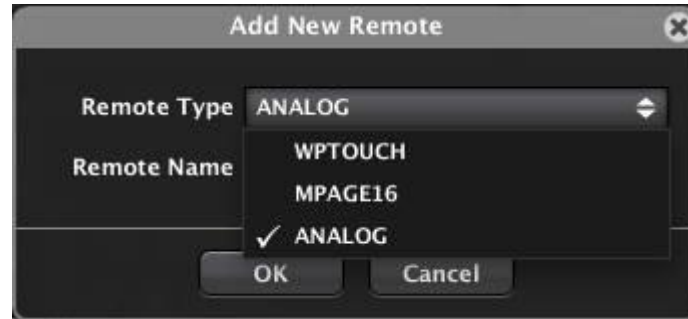 Add New Remote
Remote Type ANALOG
WPTOUCH
Remote Name
MPAGE16
ANALOG
OK Cancel